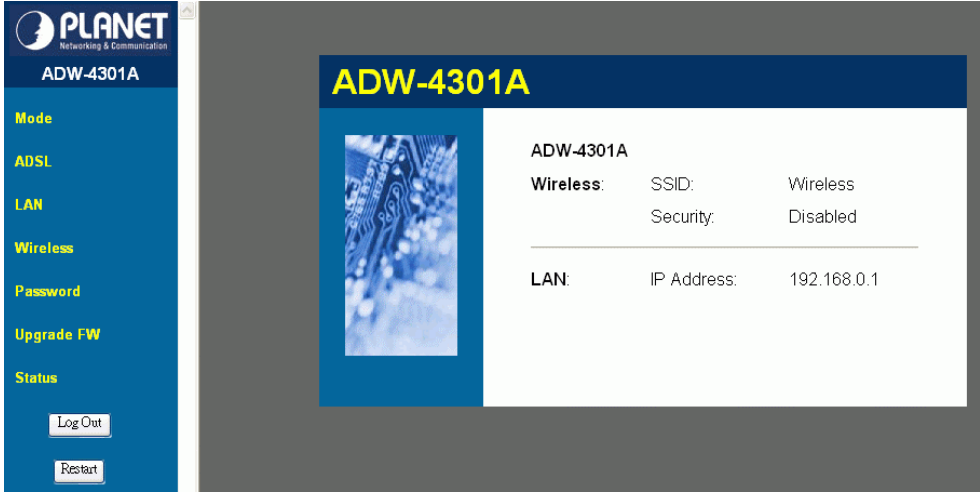 PLANET
Networking & Communication
ADW-4301A
Mode
ADSL
LAN
Wireless
Password
Upgrade FW
Status
Log Out
Restart
ADW-4301A
ADW-4301A
Wireless: SSID: Wireless
Security: Disabled
LAN: IP Address: 192.168.0.1